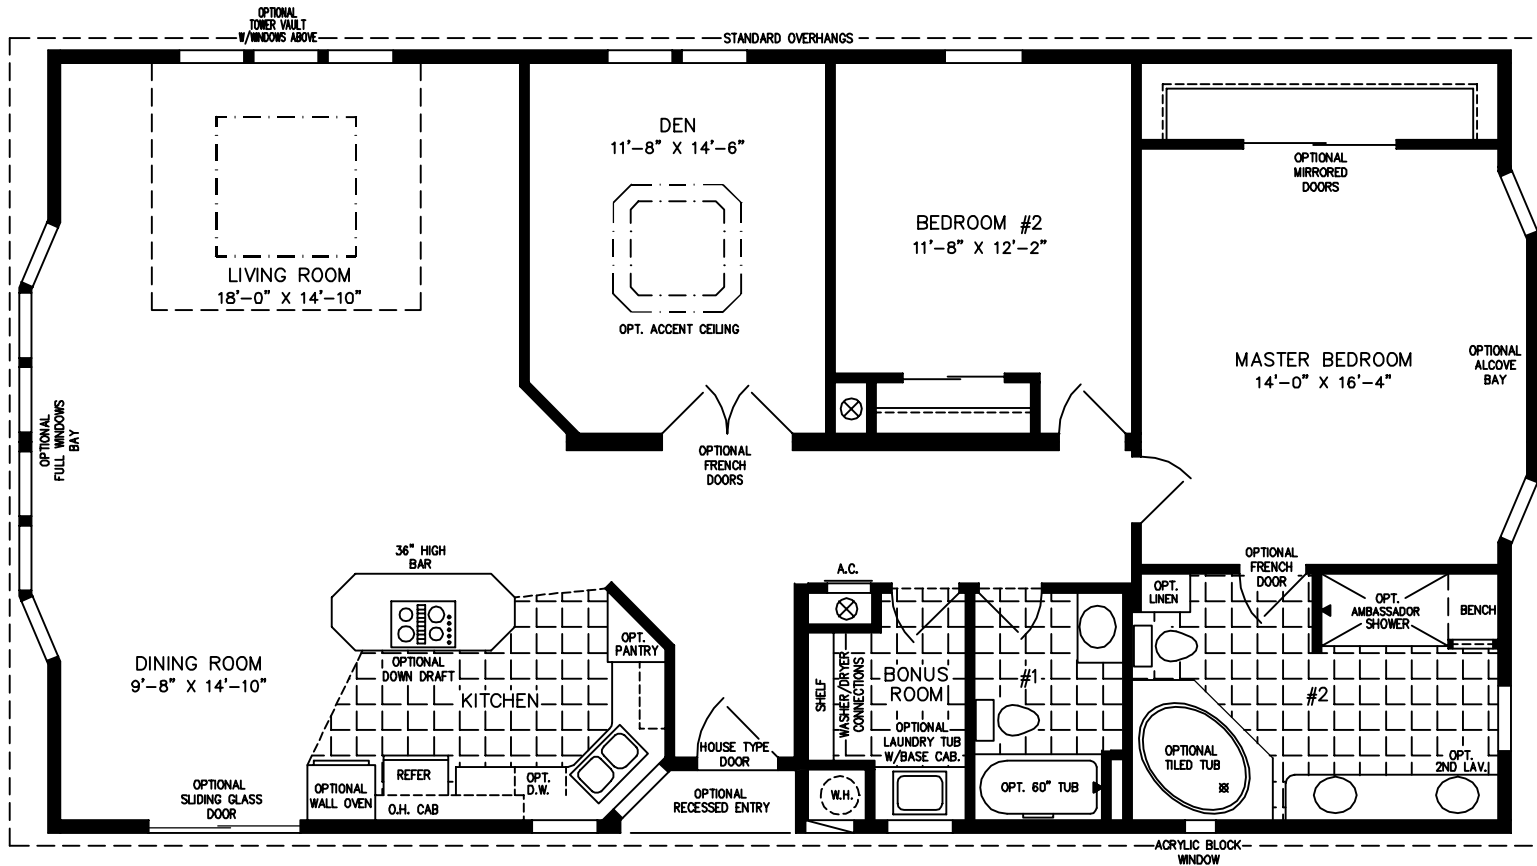 OPTIONAL
TOWER VAULT
W/WINDOWS ABOVE
STANDARD OVERHANGS
DEN
11'-8" X 14'-6"
OPTIONAL
MIRRORED
DOORS
BEDROOM #2
11'-8" X 12'-2"
LIVING ROOM
18'-0" X 14'-10"
OPT. ACCENT CEILING
MASTER BEDROOM
14'-0" X 16'-4"
OPTIONAL
ALCOVE
BAY
OPTIONAL
FULL WINDOWS
BAY
OPTIONAL
FRENCH
DOORS
36" HIGH
BAR
A.C.
OPTIONAL
FRENCH
DOOR
OPT.
LINEN
OPT.
AMBASSADOR
SHOWER
BENCH
OPT.
PANTRY
DINING ROOM
9'-8" X 14'-10"
OPTIONAL
DOWN DRAFT
KITCHEN
SHELF
WASHER/DRYER
CONNECTIONS
BONUS
ROOM
#1
#2
OPTIONAL
LAUNDRY TUB
W/BASE CAB.
HOUSE TYPE
DOOR
OPTIONAL
TILED TUB
OPT.
2ND LAV.
OPTIONAL
SLIDING GLASS
DOOR
OPTIONAL
WALL OVEN
REFER
O.H. CAB
OPT.
D.W.
OPTIONAL
RECESSED ENTRY
W.H.
OPT. 60" TUB
ACRYLIC BLOCK
WINDOW